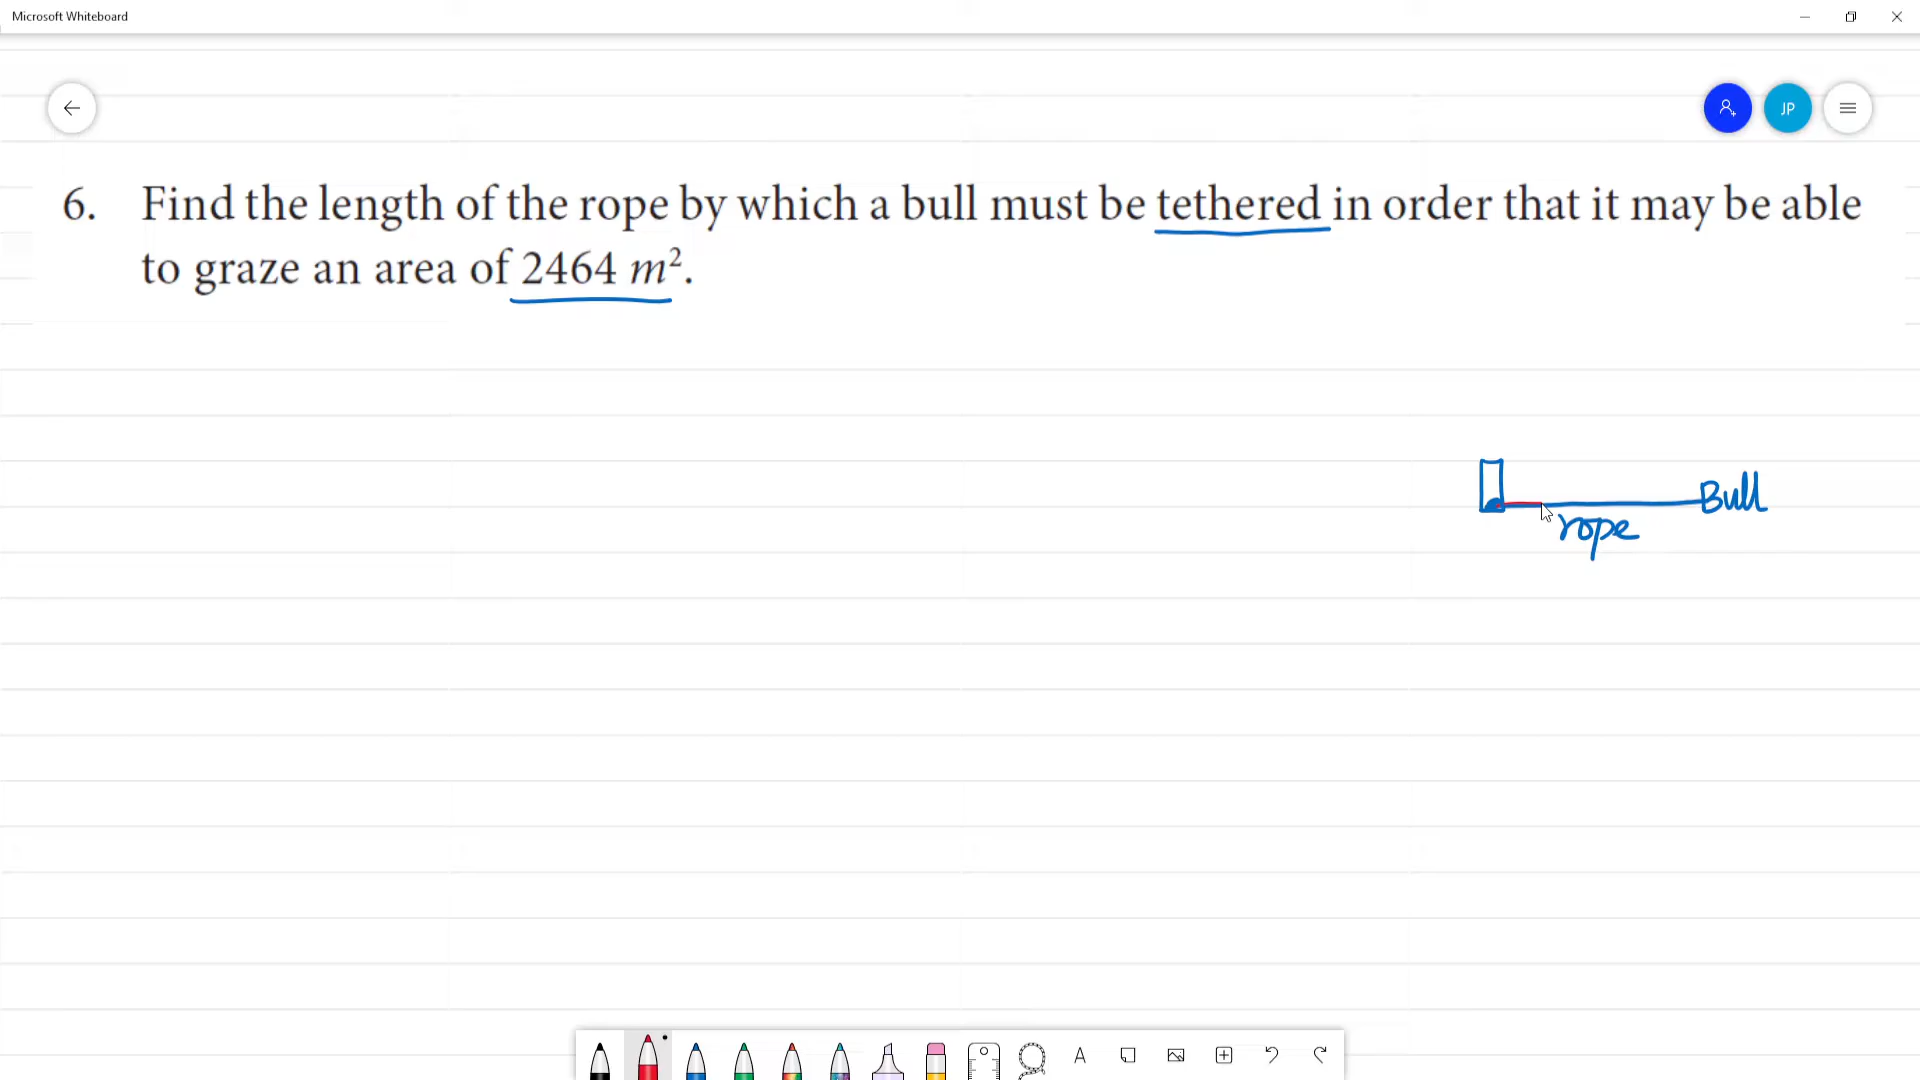 Microsoft Whiteboard
JP
6. Find the length of the rope by which a bull must be tethered in order that it may be able
to graze an area of 2464 m².
Bull
rope
A